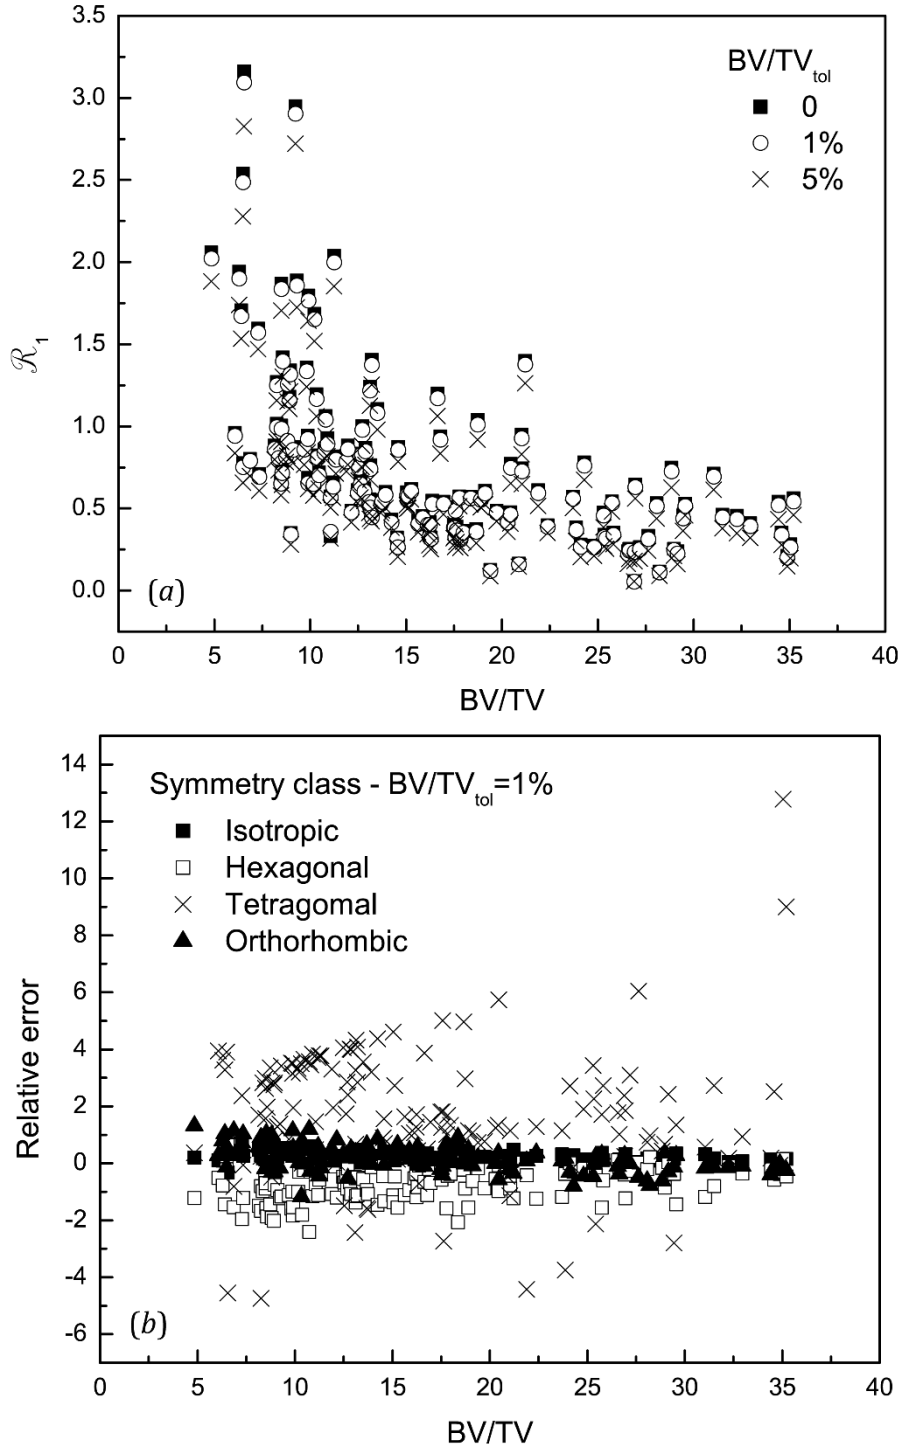 3.5
3.0
2.5
2.0
1.5
1.0
0.5
0.0
ℛ1
BV/TVtol
0
1%
5%
(a)
0 5 10 15 20 25 30 35 40
BV/TV
14
12
10
8
6
4
2
0
-2
-4
-6
Relative error
Symmetry class - BV/TVtol=1%
Isotropic
Hexagonal
Tetragomal
Orthorhombic
(b)
0 5 10 15 20 25 30 35 40
BV/TV